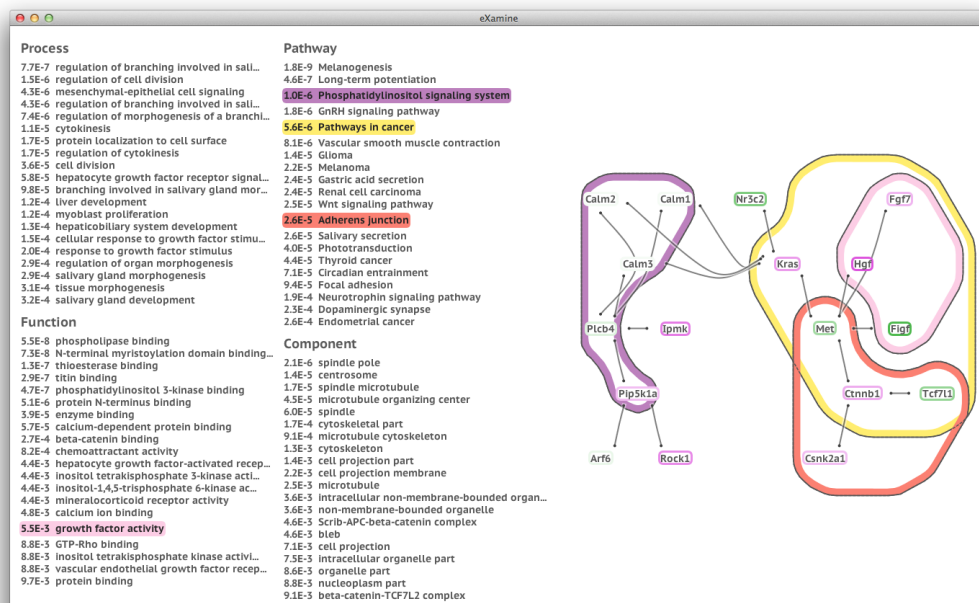 eXamine
Process
7.7E-7 regulation of branching involved in sali...
1.5E-6 regulation of cell division
4.3E-6 mesenchymal-epithelial cell signaling
4.3E-6 regulation of branching involved in sali...
7.4E-6 regulation of morphogenesis of a branchi...
1.1E-5 cytokinesis
1.7E-5 protein localization to cell surface
1.7E-5 regulation of cytokinesis
3.6E-5 cell division
5.8E-5 hepatocyte growth factor receptor signal...
9.8E-5 branching involved in salivary gland mor...
1.2E-4 liver development
1.2E-4 myoblast proliferation
1.3E-4 hepaticobiliary system development
1.5E-4 cellular response to growth factor stimu...
2.0E-4 response to growth factor stimulus
2.9E-4 regulation of organ morphogenesis
2.9E-4 salivary gland morphogenesis
3.1E-4 tissue morphogenesis
3.2E-4 salivary gland development
Function
5.5E-8 phospholipase binding
7.3E-8 N-terminal myristoylation domain binding...
1.3E-7 thioesterase binding
2.9E-7 titin binding
4.7E-7 phosphatidylinositol 3-kinase binding
5.1E-6 protein N-terminus binding
3.9E-5 enzyme binding
5.7E-5 calcium-dependent protein binding
2.7E-4 beta-catenin binding
8.2E-4 chemoattractant activity
4.4E-3 hepatocyte growth factor-activated recep...
4.4E-3 inositol tetrakisphosphate 3-kinase acti...
4.4E-3 inositol-1,4,5-trisphosphate 6-kinase ac...
4.4E-3 mineralocorticoid receptor activity
4.8E-3 calcium ion binding
5.5E-3 growth factor activity
8.8E-3 GTP-Rho binding
8.8E-3 inositol tetrakisphosphate kinase activi...
8.8E-3 vascular endothelial growth factor recep...
9.7E-3 protein binding
Pathway
1.8E-9 Melanogenesis
4.6E-7 Long-term potentiation
1.0E-6 Phosphatidylinositol signaling system
1.8E-6 GnRH signaling pathway
5.6E-6 Pathways in cancer
8.1E-6 Vascular smooth muscle contraction
1.4E-5 Glioma
2.2E-5 Melanoma
2.4E-5 Gastric acid secretion
2.4E-5 Renal cell carcinoma
2.5E-5 Wnt signaling pathway
2.6E-5 Adherens junction
2.6E-5 Salivary secretion
4.0E-5 Phototransduction
4.4E-5 Thyroid cancer
7.1E-5 Circadian entrainment
9.4E-5 Focal adhesion
1.9E-4 Neurotrophin signaling pathway
2.3E-4 Dopaminergic synapse
2.6E-4 Endometrial cancer
Component
2.1E-6 spindle pole
1.4E-5 centrosome
1.7E-5 spindle microtubule
4.5E-5 microtubule organizing center
6.0E-5 spindle
1.7E-4 cytoskeletal part
9.1E-4 microtubule cytoskeleton
1.3E-3 cytoskeleton
1.4E-3 cell projection part
2.2E-3 cell projection membrane
2.5E-3 microtubule
3.6E-3 intracellular non-membrane-bounded organ...
3.6E-3 non-membrane-bounded organelle
4.6E-3 Scrib-APC-beta-catenin complex
4.6E-3 bleb
7.1E-3 cell projection
7.5E-3 intracellular organelle part
8.6E-3 organelle part
8.8E-3 nucleoplasm part
9.1E-3 beta-catenin-TCF7L2 complex
Calm2 Calm1 Nr3c2 Fgf7
Calm3 Kras Hgf
Plcb4 Ipmk Met Figf
Pip5k1a Ctnnb1 Tcf7l1
Arf6 Rock1 Csnk2a1